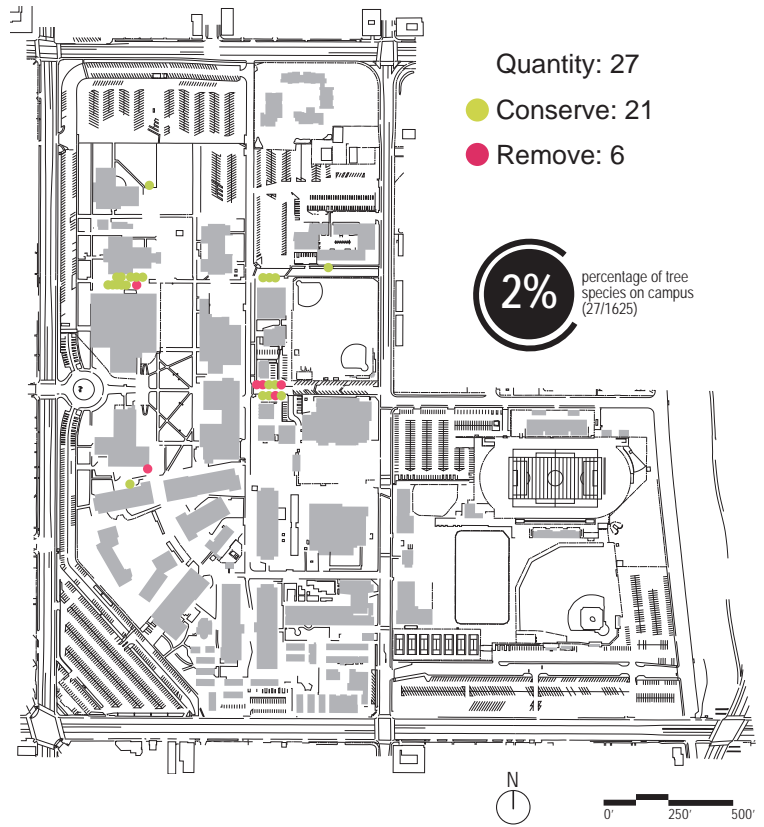 Quantity: 27
Conserve: 21
Remove: 6
2%
percentage of tree
species on campus
(27/1625)
N
0' 250' 500'